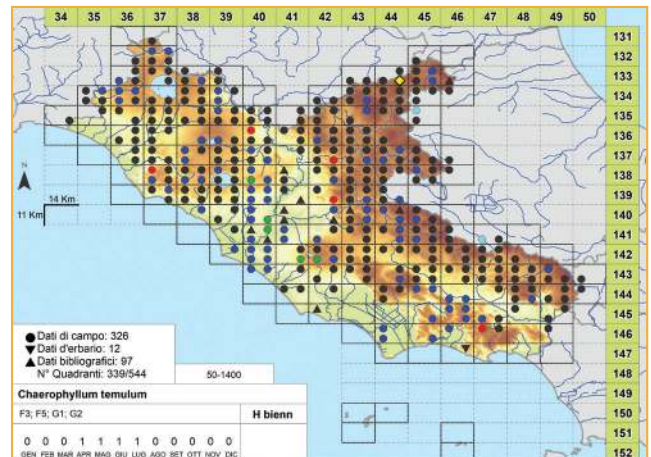 34 35 36 37 38 39 40 41 42 43 44 45 46 47 48 49 50
131
132
133
134
135
136
137
138
139
140
141
142
143
144
145
146
147
148
149
150
151
152
N
14 Km
11 Km
Dati di campo: 326
Dati d'erbario: 12
Dati bibliografici: 97
N° Quadranti: 339/544
50-1400
Chaerophyllum temulum
F3; F5; G1; G2
H bienn
0 0 0 1 1 1 1 0 0 0 0 0
GEN FEB MAR APR MAG GIU LUG AGO SET OTT NOV DIC